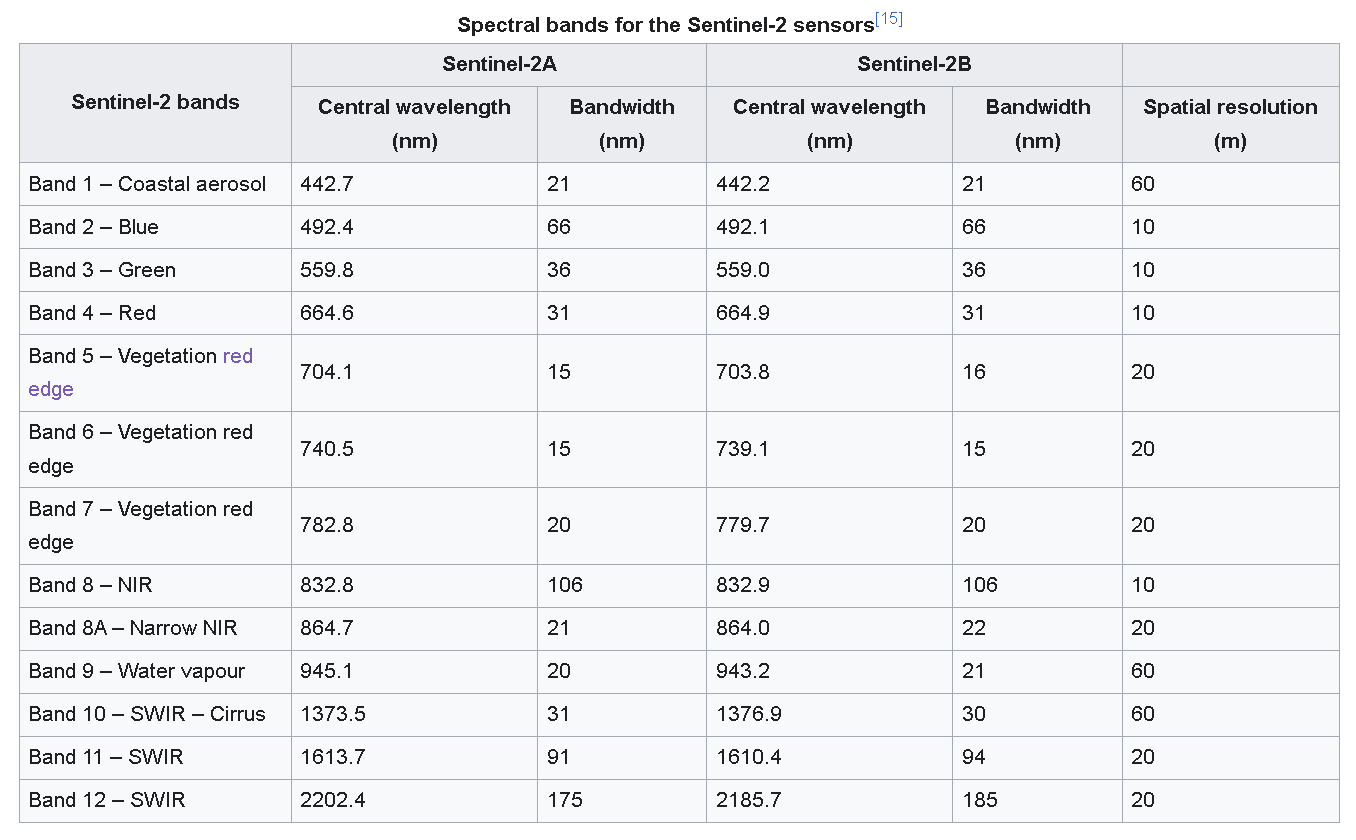 Spectral bands for the Sentinel-2 sensors[15]
Sentinel-2 bands Sentinel-2A Sentinel-2B
Central wavelength (nm) Bandwidth (nm) Central wavelength (nm) Bandwidth (nm) Spatial resolution (m)
Band 1 – Coastal aerosol 442.7 21 442.2 21 60
Band 2 – Blue 492.4 66 492.1 66 10
Band 3 – Green 559.8 36 559.0 36 10
Band 4 – Red 664.6 31 664.9 31 10
Band 5 – Vegetation red edge 704.1 15 703.8 16 20
Band 6 – Vegetation red edge 740.5 15 739.1 15 20
Band 7 – Vegetation red edge 782.8 20 779.7 20 20
Band 8 – NIR 832.8 106 832.9 106 10
Band 8A – Narrow NIR 864.7 21 864.0 22 20
Band 9 – Water vapour 945.1 20 943.2 21 60
Band 10 – SWIR – Cirrus 1373.5 31 1376.9 30 60
Band 11 – SWIR 1613.7 91 1610.4 94 20
Band 12 – SWIR 2202.4 175 2185.7 185 20